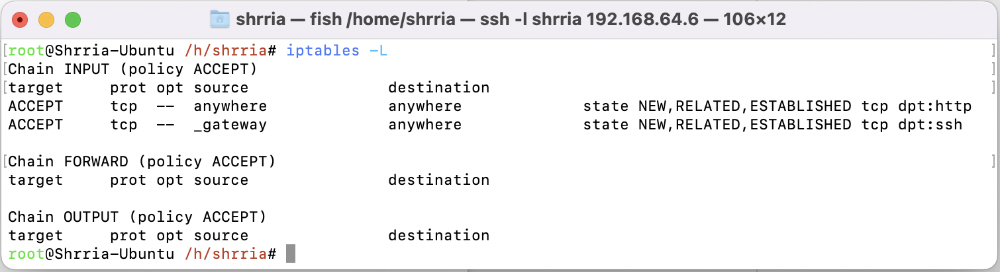 shrria — fish /home/shrria — ssh -l shrria 192.168.64.6 — 106×12
[root@Shrria-Ubuntu /h/shrria# iptables -L ]
[Chain INPUT (policy ACCEPT) ]
[target     prot opt source               destination ]
ACCEPT     tcp  --  anywhere             anywhere             state NEW,RELATED,ESTABLISHED tcp dpt:http
ACCEPT     tcp  --  _gateway             anywhere             state NEW,RELATED,ESTABLISHED tcp dpt:ssh
[Chain FORWARD (policy ACCEPT) ]
target     prot opt source               destination
Chain OUTPUT (policy ACCEPT)
target     prot opt source               destination
root@Shrria-Ubuntu /h/shrria#